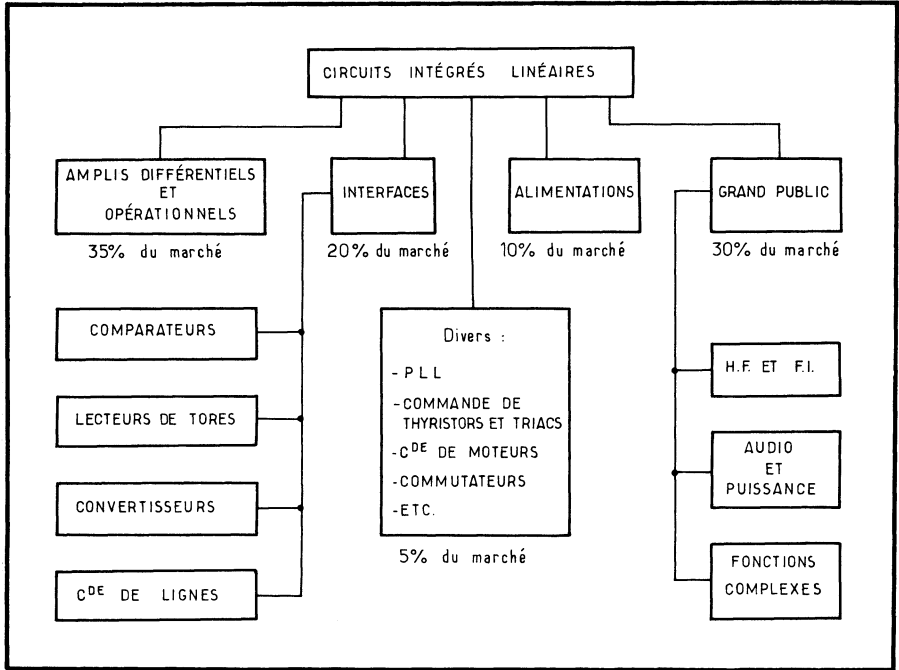 CIRCUITS INTÉGRÉS LINÉAIRES
AMPLIS DIFFÉRENTIELS
ET
OPÉRATIONNELS
35% du marché
INTERFACES
20% du marché
ALIMENTATIONS
10% du marché
GRAND PUBLIC
30% du marché
COMPARATEURS
LECTEURS DE TORES
CONVERTISSEURS
CDE DE LIGNES
Divers :
-PLL
-COMMANDE DE
THYRISTORS ET TRIACS
-CDE DE MOTEURS
-COMMUTATEURS
-ETC.
5% du marché
H.F. ET F.I.
AUDIO
ET
PUISSANCE
FONCTIONS
COMPLEXES